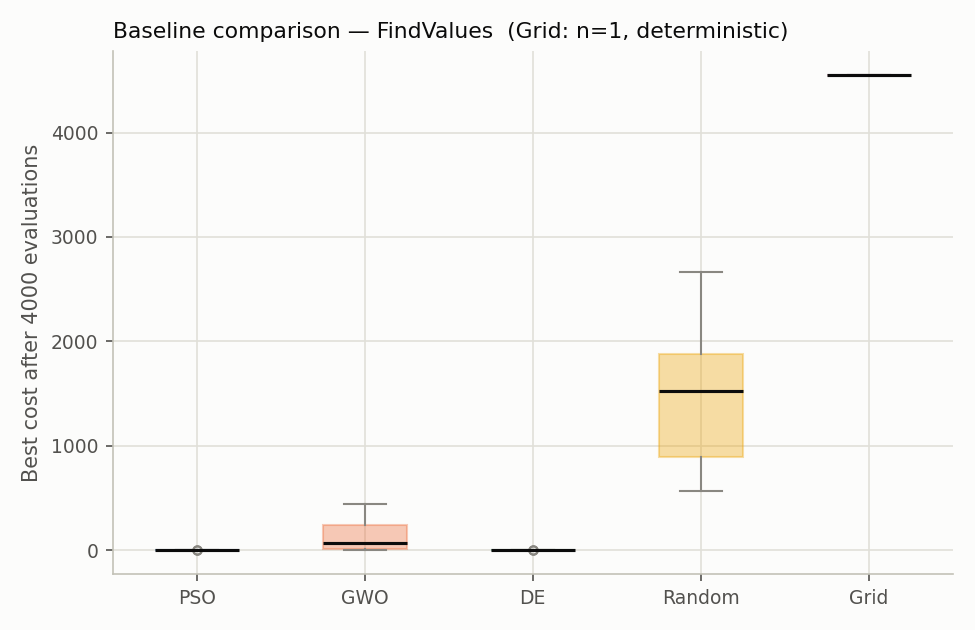 Baseline comparison — FindValues  (Grid: n=1, deterministic)
Best cost after 4000 evaluations
4000
3000
2000
1000
0
PSO GWO DE Random Grid